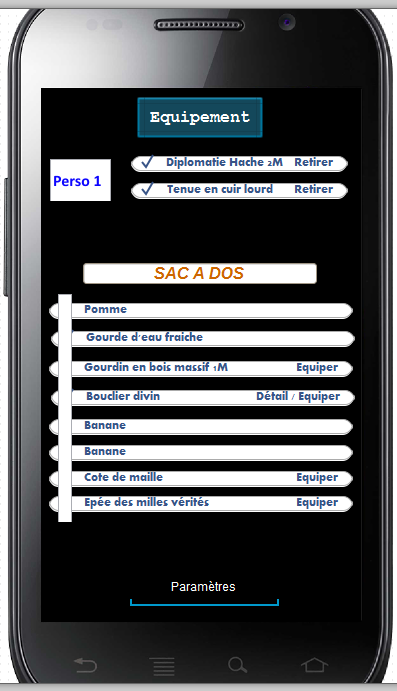 Equipement
Perso 1
Diplomatie Hache 2M Retirer
Tenue en cuir lourd Retirer
SAC A DOS
Pomme
Gourde d'eau fraiche
Gourdin en bois massif 1M Equiper
Bouclier divin Détail / Equiper
Banane
Banane
Cote de maille Equiper
Epée des milles vérités Equiper
Paramètres